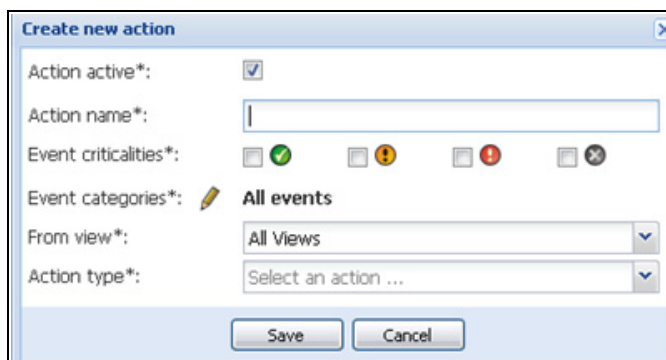 Create new action
Action active*:
Action name*:
Event criticalities*:
Event categories*: All events
From view*: All Views
Action type*: Select an action ...
Save Cancel